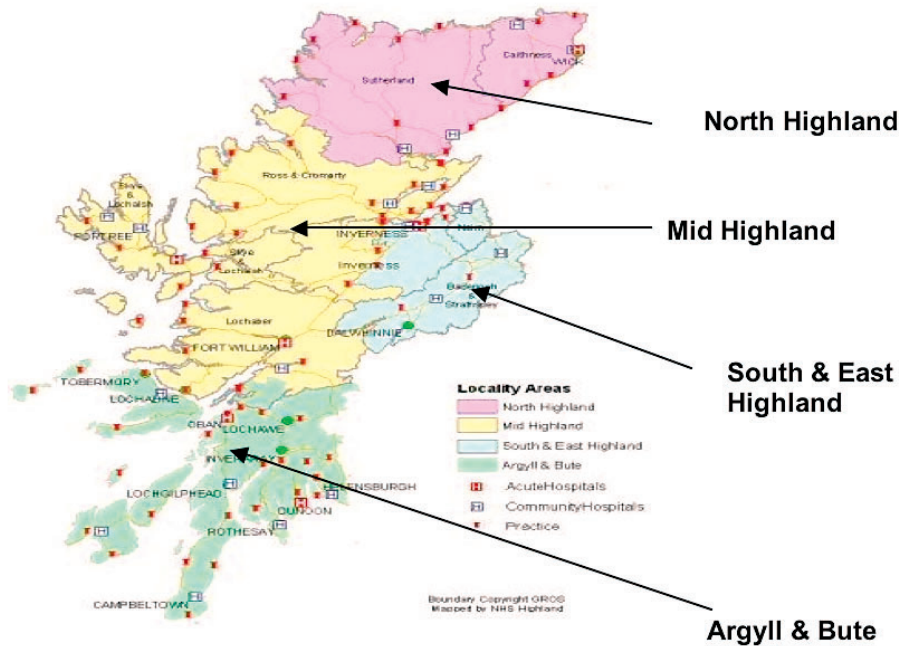 Caithness
WICK
Sutherland
North Highland
Ross & Cromarty
Skye
&
Lochalsh
PORTREE
Nairn
INVERNESS
Mid Highland
Skye
&
Lochalsh
Inverness
Badenoch
&
Strathspey
Lochaber
DALWHINNIE
FORT WILLIAM
South & East
Highland
TOBERMORY
LOCHALINE
Locality Areas
North Highland
Mid Highland
South & East Highland
Argyll & Bute
H AcuteHospitals
H CommunityHospitals
Practice
OBAN
LOCHAWE
INVERARAY
LOCHGILPHEAD
HELENSBURGH
DUNOON
ROTHESAY
CAMPBELTOWN
Boundary Copyright GROS
Mapped by NHS Highland
Argyll & Bute